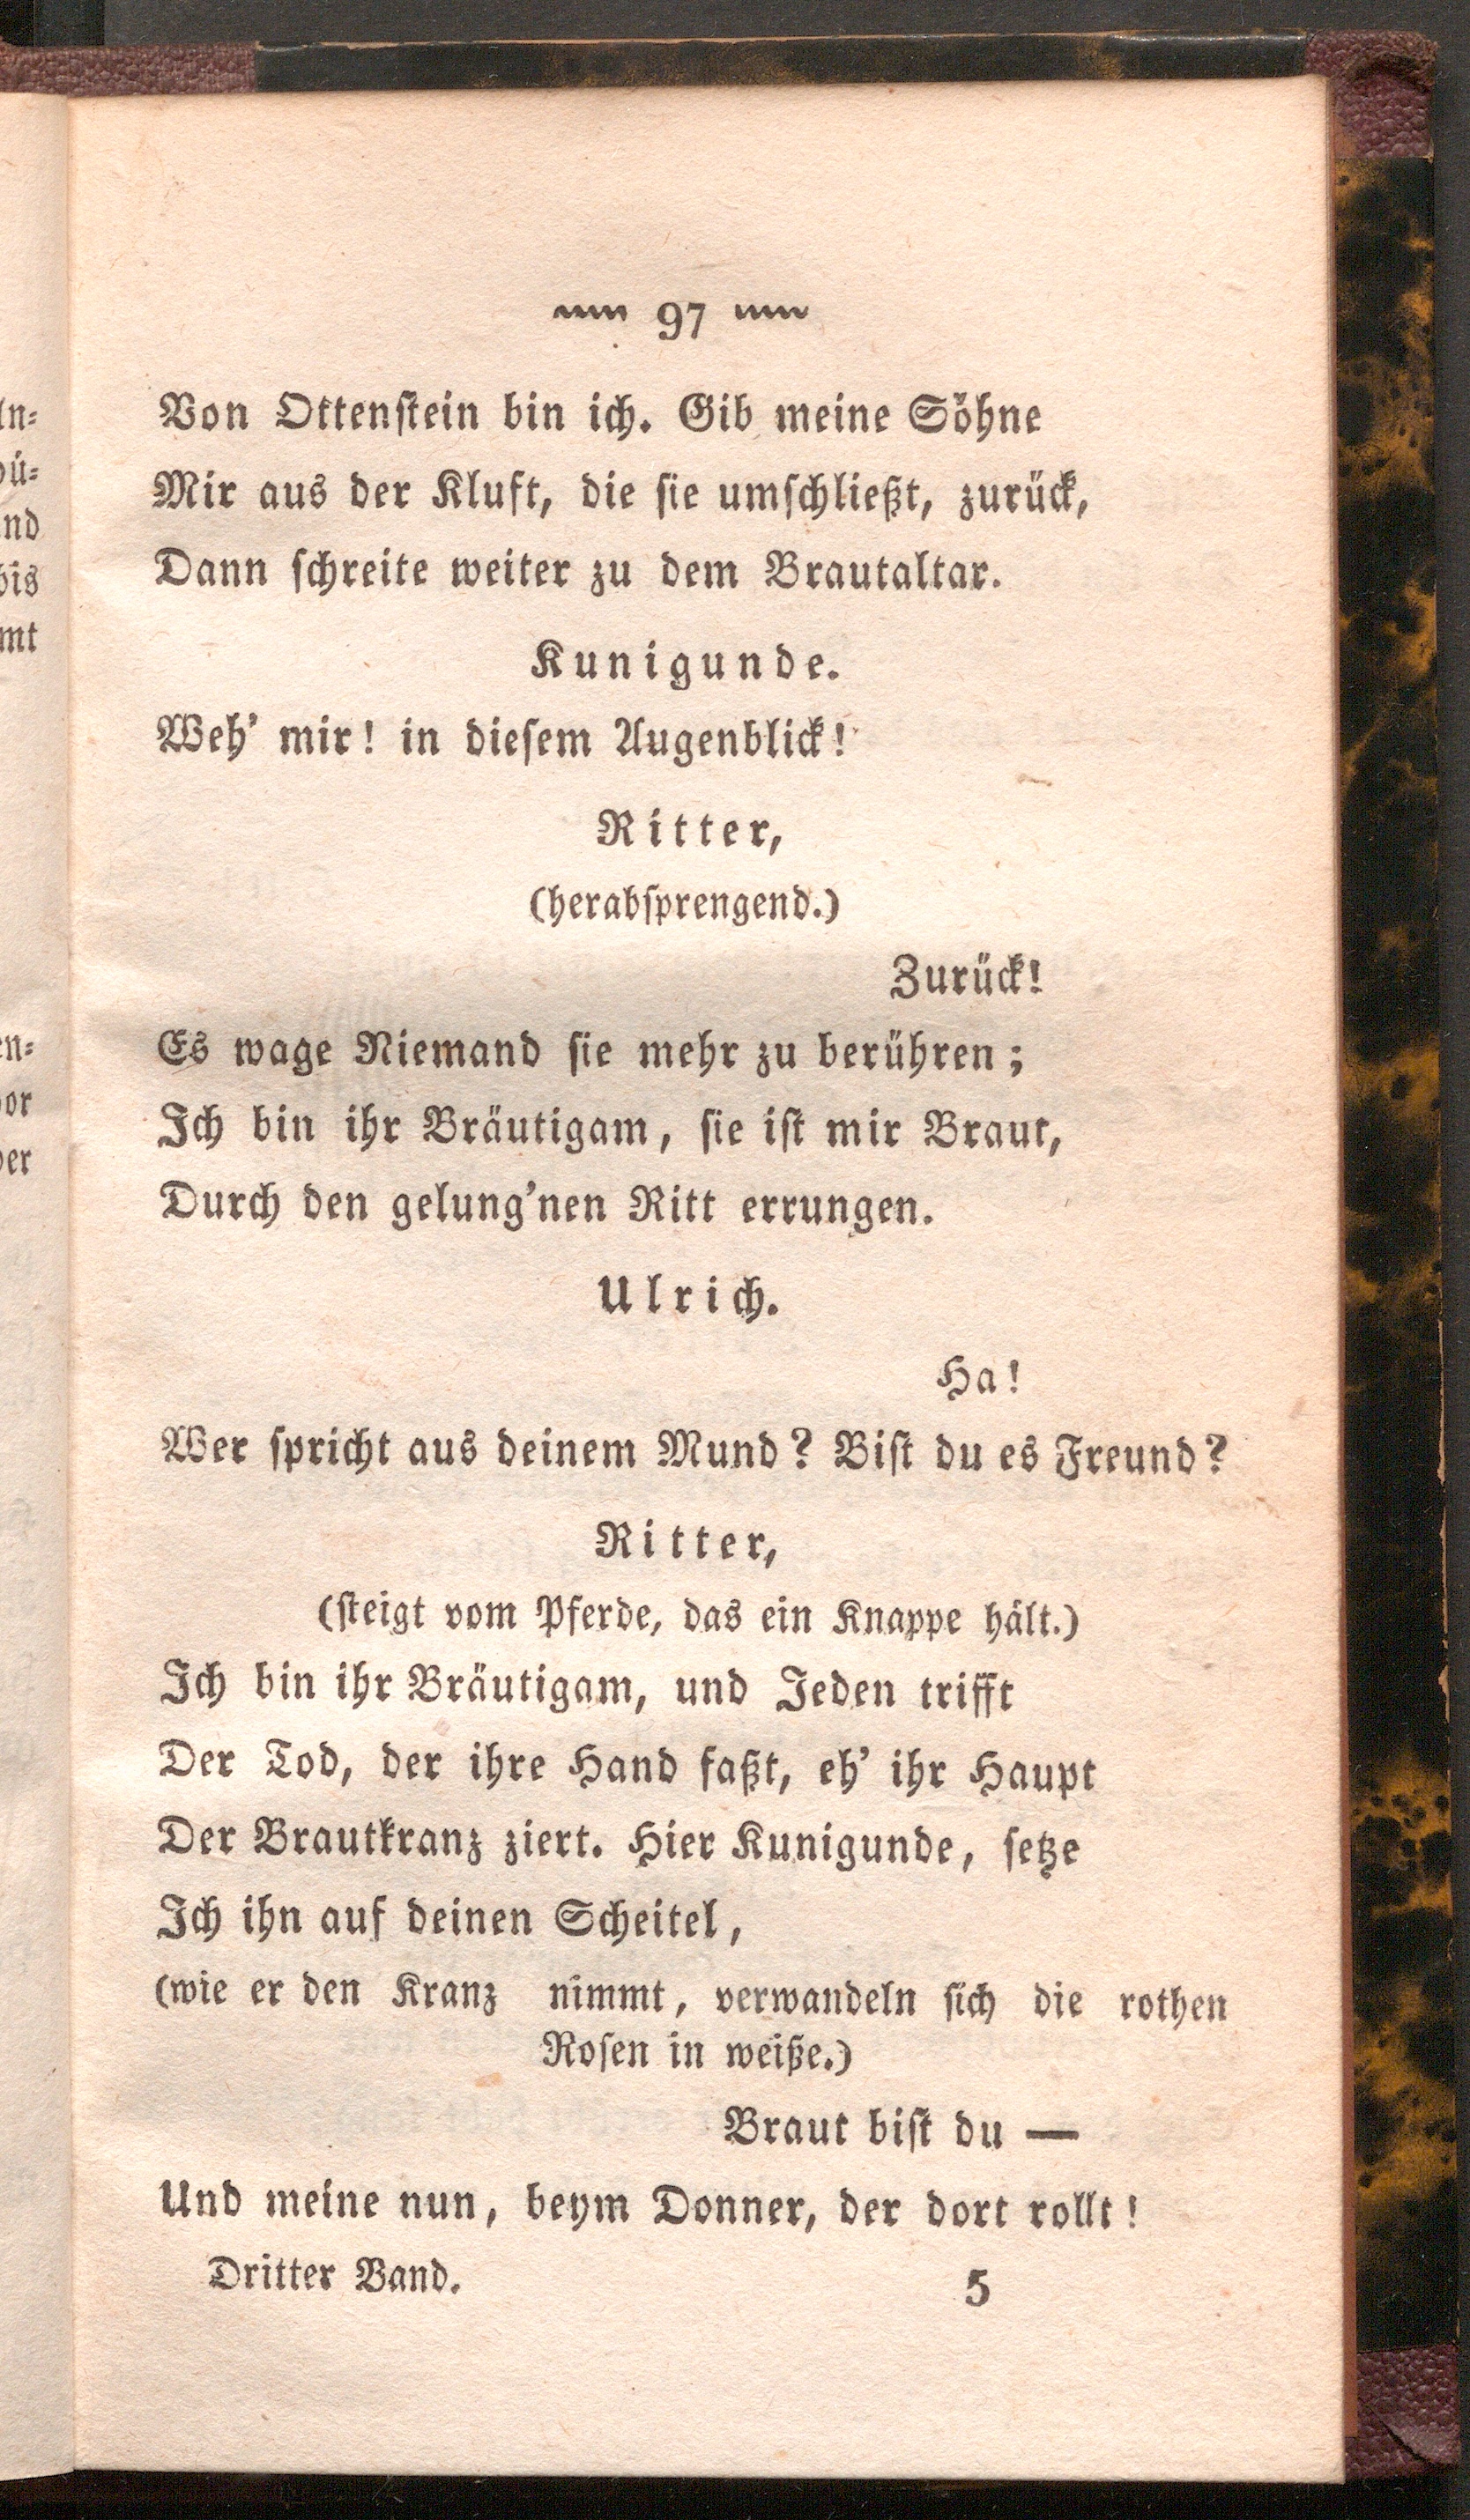 97
Von Ottenſtein bin ich. Gib meine Söhne
Mir aus der Kluft, die ſie umſchließt, zurück,
Dann ſchreite weiter zu dem Brautaltar.
Kunigunde.
Weh' mir! in dieſem Augenblick!
Ritter,
(herabſprengend.)
Zurück!
Es wage Niemand ſie mehr zu berühren;
Ich bin ihr Bräutigam, ſie iſt mir Braut,
Durch den gelung'nen Ritt errungen.
Ulrich.
Ha!
Wer ſpricht aus deinem Mund? Biſt du es Freund?
Ritter,
(ſteigt vom Pferde, das ein Knappe hält.)
Ich bin ihr Bräutigam, und Jeden trifft
Der Tod, der ihre Hand faßt, eh' ihr Haupt
Der Brautkranz ziert. Hier Kunigunde, ſetze
Ich ihn auf deinen Scheitel,
(wie er den Kranz nimmt, verwandeln ſich die rothen
Roſen in weiße.)
Braut biſt du —
Und meine nun, beym Donner, der dort rollt!
Dritter Band. 5